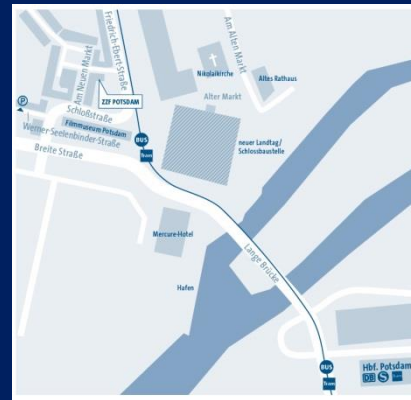 Friedrich-Ebert-Straße
Am Neuen Markt
ZZF POTSDAM
Schloßstraße
Filmmuseum Potsdam
Werner-Seelenbinder-Straße
Breite Straße
P
BUS
Tram
Am Alten Markt
Nikolaikirche
Altes Rathaus
Alter Markt
neuer Landtag/
Schlossbaustelle
Mercure-Hotel
Hafen
Lange Brücke
BUS
Tram
Hbf. Potsdam
DB S